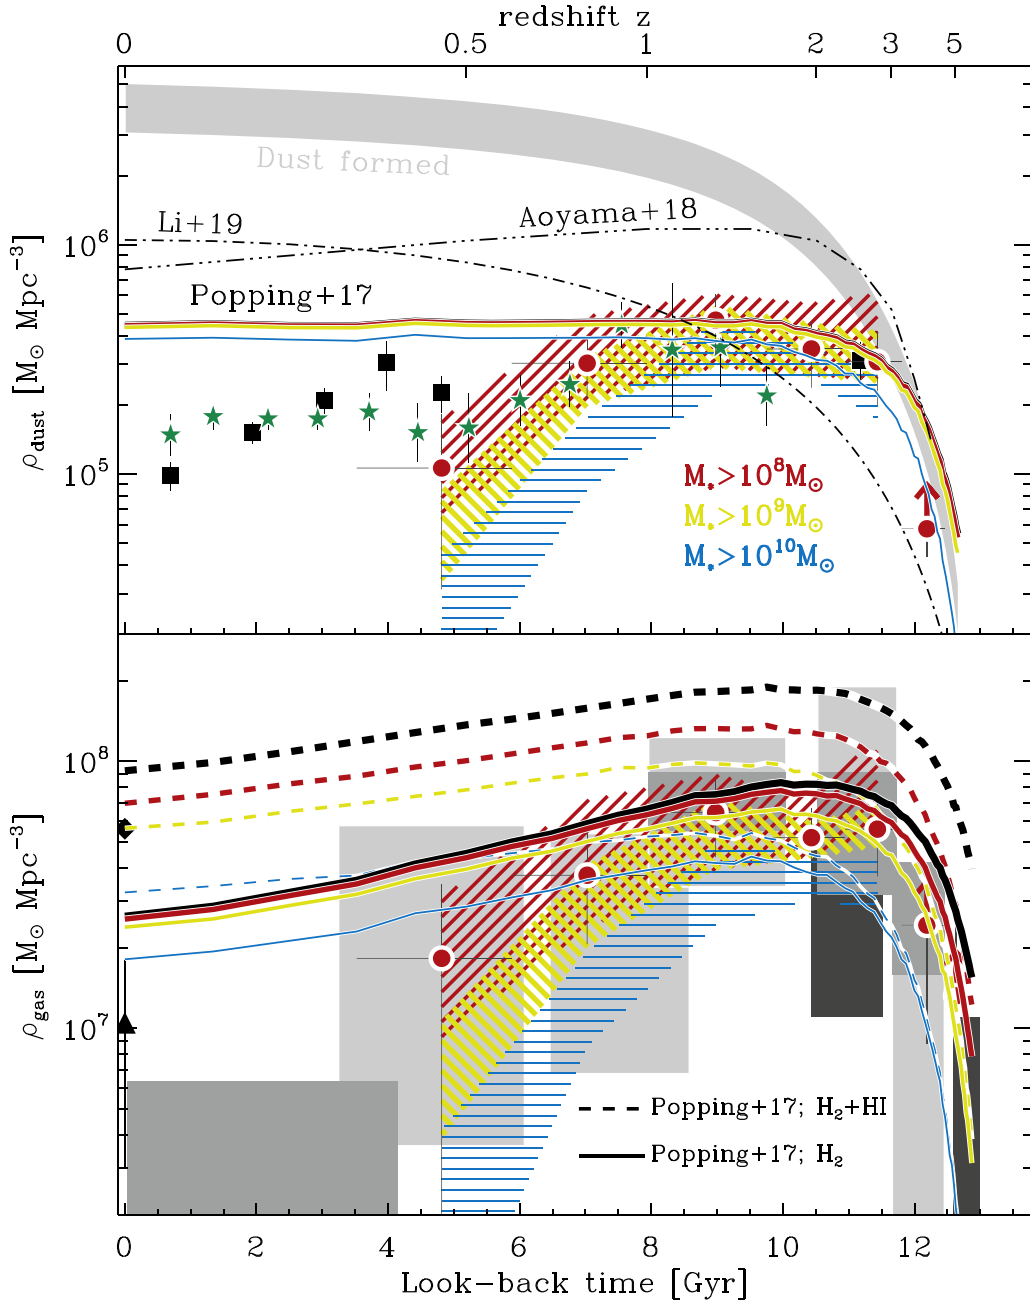 redshift z
0 0.5 1 2 3 5
Dust formed
Li+19
Aoyama+18
Popping+17
10⁶
10⁵
ρdust [M⊙ Mpc⁻³]
M*>10⁸M⊙
M*>10⁹M⊙
M*>10¹⁰M⊙
10⁸
10⁷
ρgas [M⊙ Mpc⁻³]
Popping+17; H₂+HI
Popping+17; H₂
0 2 4 6 8 10 12
Look-back time [Gyr]